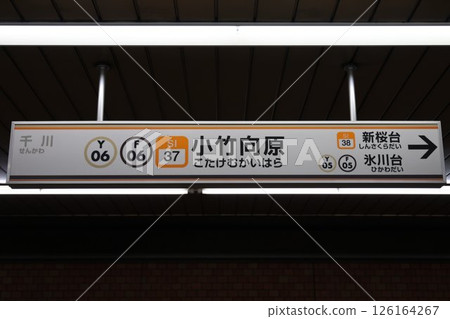 千川
せんかわ
Y
06
F
06
SI
37
小竹向原
こたけむかいはら
SI
38
新桜台
しんさくらだい
Y
05
F
05
氷川台
ひかわだい
pixta.jp - 126164267